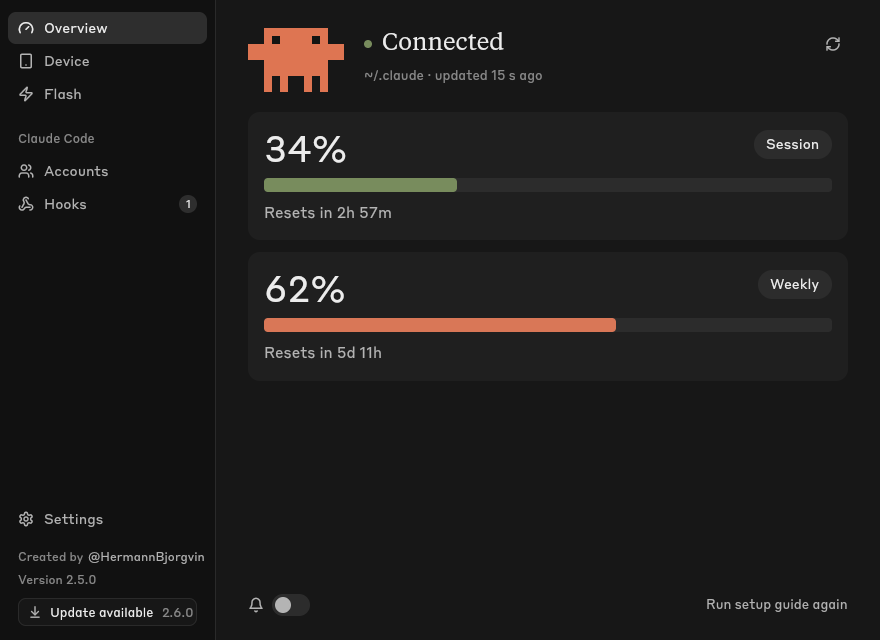 Overview
Device
Flash
Claude Code
Accounts
Hooks 1
Settings
Created by @HermannBjorgvin
Version 2.5.0
Update available 2.6.0
Connected
~/.claude · updated 15 s ago
34%
Session
Resets in 2h 57m
62%
Weekly
Resets in 5d 11h
Run setup guide again